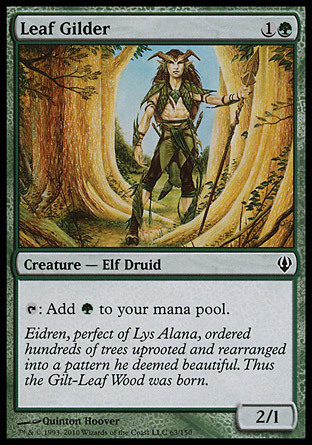 Leaf Gilder 1
Creature — Elf Druid
: Add to your mana pool.
Eidren, perfect of Lys Alana, ordered
hundreds of trees uprooted and rearranged
into a pattern he deemed beautiful. Thus
the Gilt-Leaf Wood was born.
Quinton Hoover
™ & © 1993–2010 Wizards of the Coast LLC 63/150
2/1